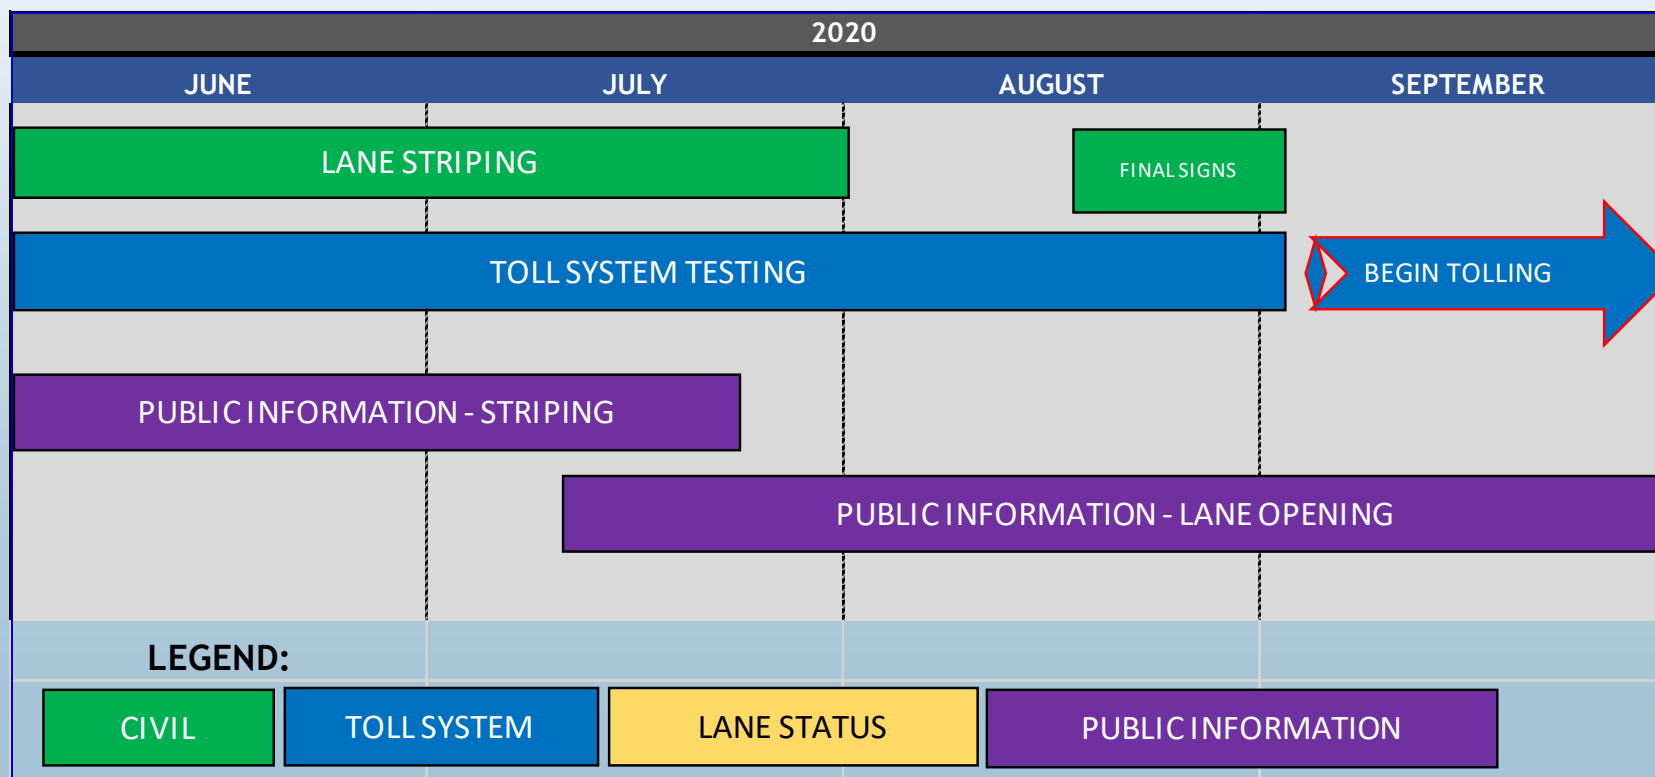 2020
JUNE
JULY
AUGUST
SEPTEMBER
LANE STRIPING
FINAL SIGNS
TOLL SYSTEM TESTING
BEGIN TOLLING
PUBLIC INFORMATION - STRIPING
PUBLIC INFORMATION - LANE OPENING
LEGEND:
CIVIL
TOLL SYSTEM
LANE STATUS
PUBLIC INFORMATION